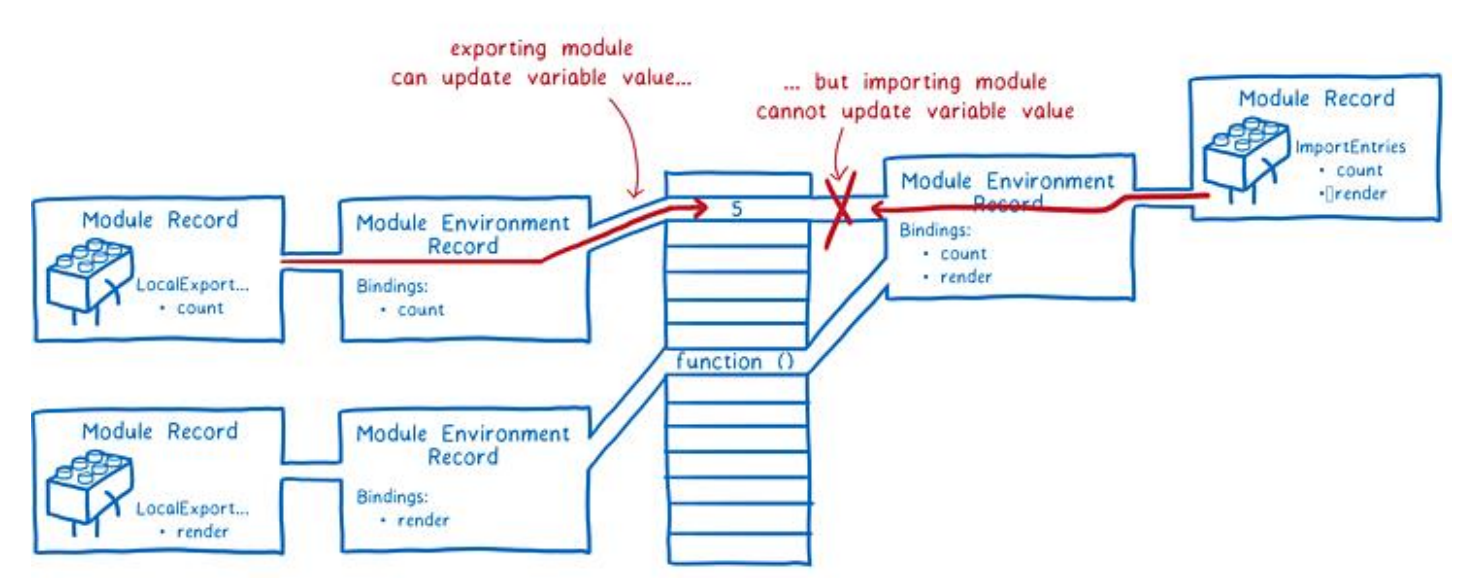 exporting module
can update variable value...
... but importing module
cannot update variable value
Module Record
ImportEntries
• count
•▯render
Module Environment
Record
Bindings:
• count
• render
5
Module Record
LocalExport...
• count
Module Environment
Record
Bindings:
• count
function ()
Module Record
LocalExport...
• render
Module Environment
Record
Bindings:
• render